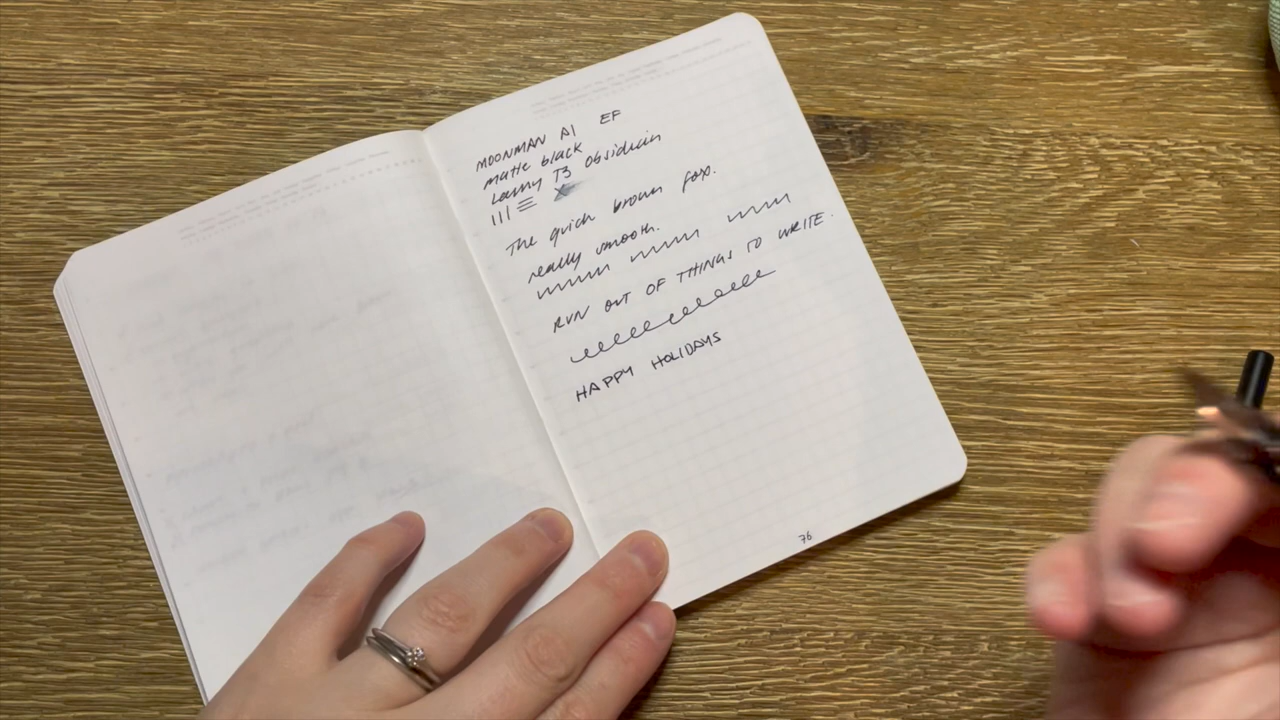 MOONMAN A1 EF
matte black
Lamy T3 Obsidian
The quick brown fox.
really smooth.
RUN OUT OF THINGS TO WRITE.
HAPPY HOLIDAYS
76